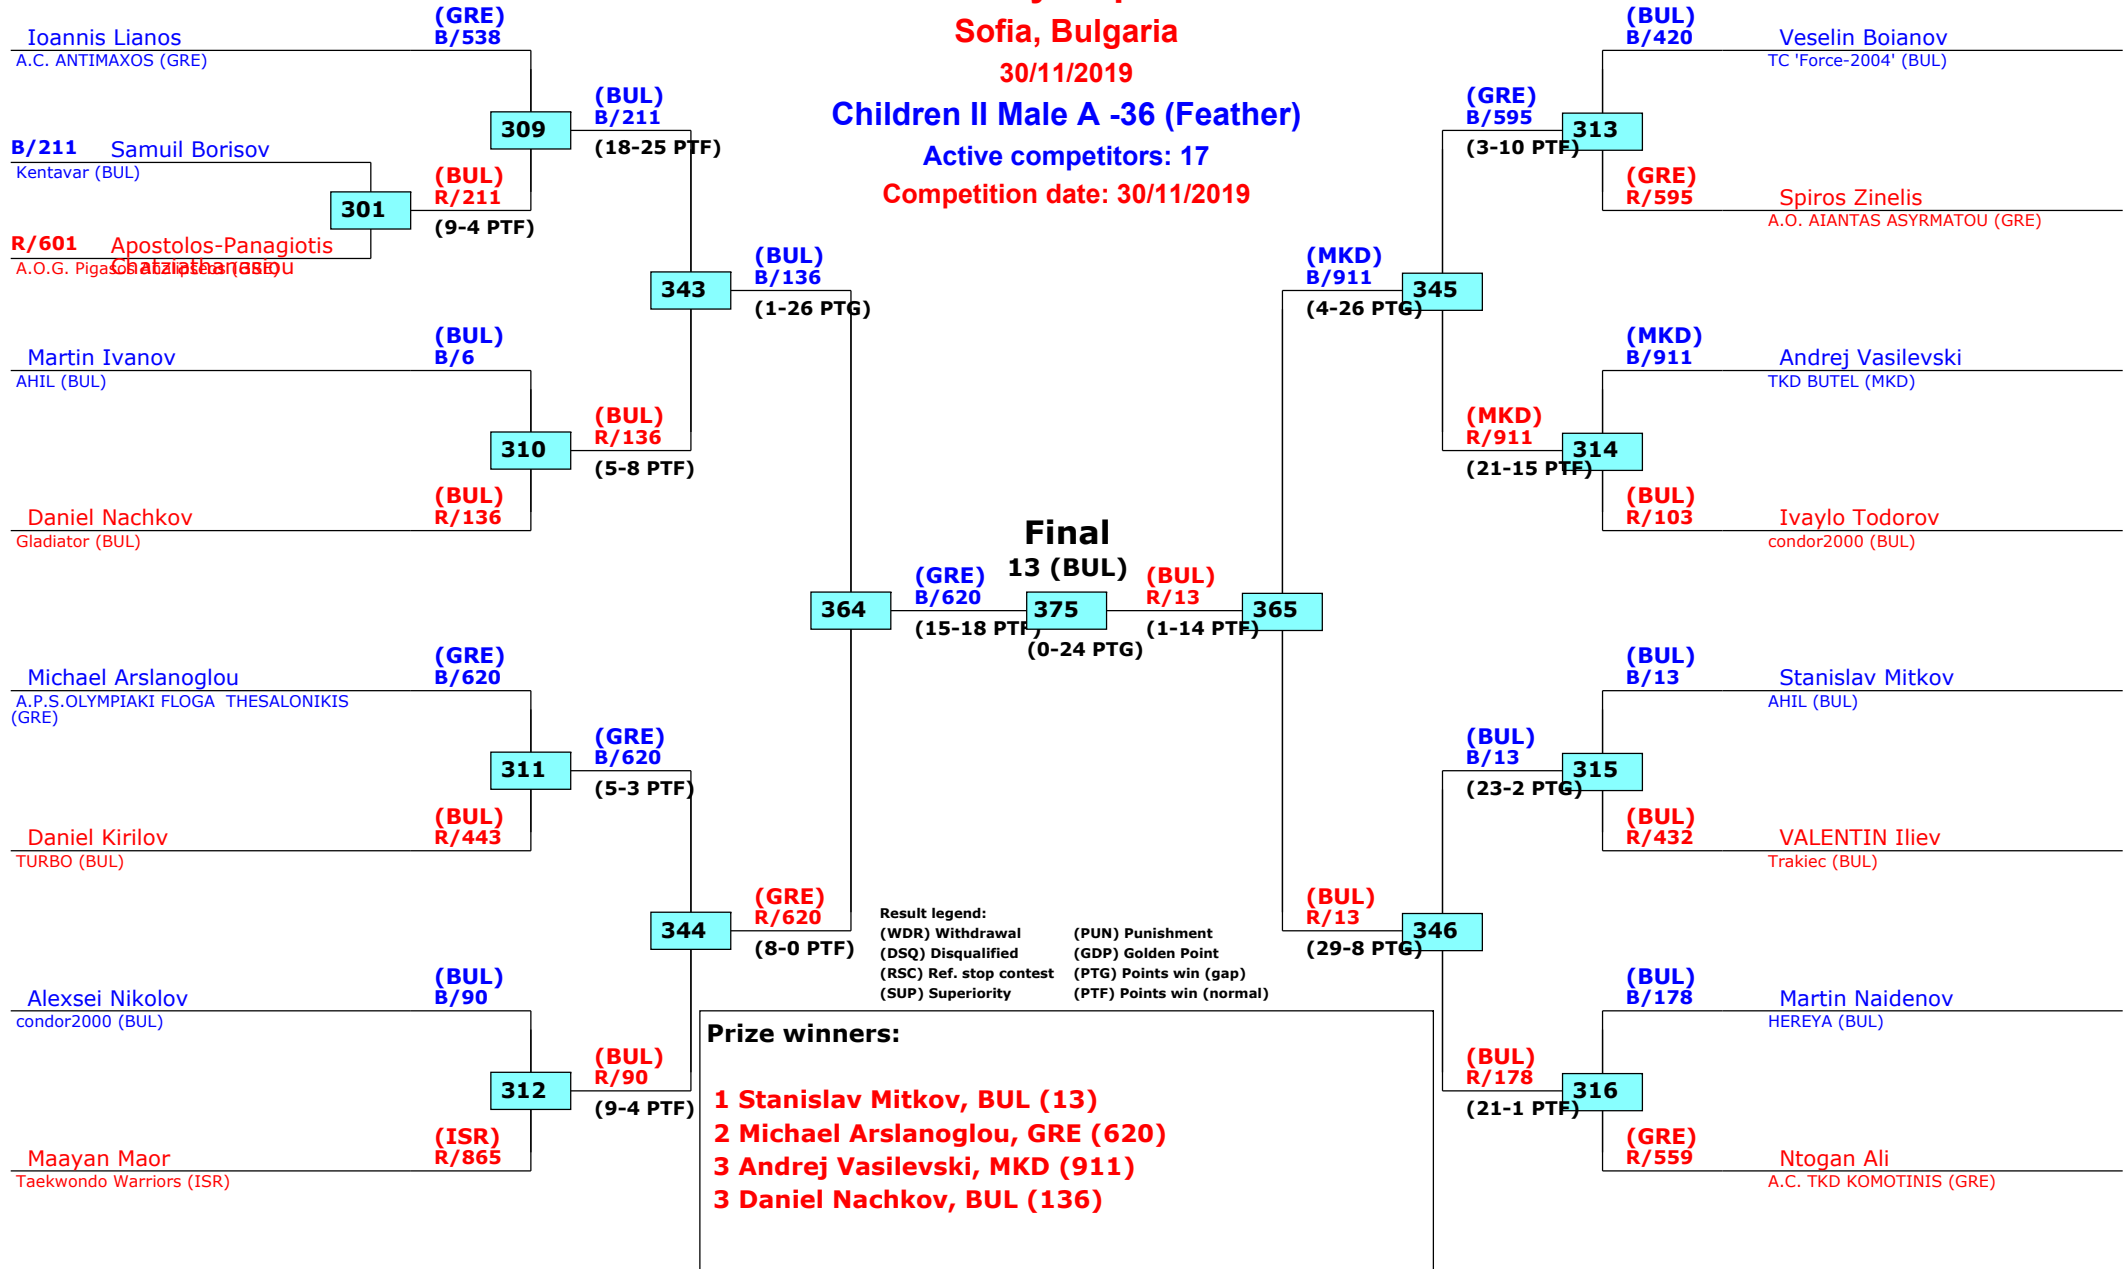 Sofia, Bulgaria
30/11/2019
Children II Male A -36 (Feather)
Active competitors: 17
Competition date: 30/11/2019
(GRE)
Ioannis Lianos B/538
A.C. ANTIMAXOS (GRE)
309
(BUL)
B/211
(18-25 PTF)
B/211 Samuil Borisov
Kentavar (BUL)
301
(BUL)
R/211
(9-4 PTF)
R/601 Apostolos-Panagiotis
Chatziathanasiou
A.O.G. Pigasos Analipseos (GRE)
343
(BUL)
B/136
(1-26 PTG)
(BUL)
Martin Ivanov B/6
AHIL (BUL)
310
(BUL)
R/136
(5-8 PTF)
(BUL)
Daniel Nachkov R/136
Gladiator (BUL)
364
(GRE)
B/620
(15-18 PTF)
(GRE)
Michael Arslanoglou B/620
A.P.S.OLYMPIAKI FLOGA THESALONIKIS
(GRE)
311
(GRE)
B/620
(5-3 PTF)
(BUL)
Daniel Kirilov R/443
TURBO (BUL)
344
(GRE)
R/620
(8-0 PTF)
(BUL)
Alexsei Nikolov B/90
condor2000 (BUL)
312
(BUL)
R/90
(9-4 PTF)
(ISR)
Maayan Maor R/865
Taekwondo Warriors (ISR)
Final
13 (BUL)
375
(0-24 PTG)
(BUL)
R/13
(1-14 PTF)
365
(BUL)
B/420 Veselin Boianov
TC 'Force-2004' (BUL)
(GRE)
B/595
(3-10 PTF)
313
(GRE)
R/595 Spiros Zinelis
A.O. AIANTAS ASYRMATOU (GRE)
(MKD)
B/911
(4-26 PTG)
345
(MKD)
B/911 Andrej Vasilevski
TKD BUTEL (MKD)
(MKD)
R/911
(21-15 PTF)
314
(BUL)
R/103 Ivaylo Todorov
condor2000 (BUL)
(BUL)
B/13 Stanislav Mitkov
AHIL (BUL)
(BUL)
B/13
(23-2 PTG)
315
(BUL)
R/432 VALENTIN Iliev
Trakiec (BUL)
(BUL)
R/13
(29-8 PTG)
346
(BUL)
B/178 Martin Naidenov
HEREYA (BUL)
(BUL)
R/178
(21-1 PTF)
316
(GRE)
R/559 Ntogan Ali
A.C. TKD KOMOTINIS (GRE)
Result legend:
(WDR) Withdrawal (PUN) Punishment
(DSQ) Disqualified (GDP) Golden Point
(RSC) Ref. stop contest (PTG) Points win (gap)
(SUP) Superiority (PTF) Points win (normal)
Prize winners:
1 Stanislav Mitkov, BUL (13)
2 Michael Arslanoglou, GRE (620)
3 Andrej Vasilevski, MKD (911)
3 Daniel Nachkov, BUL (136)